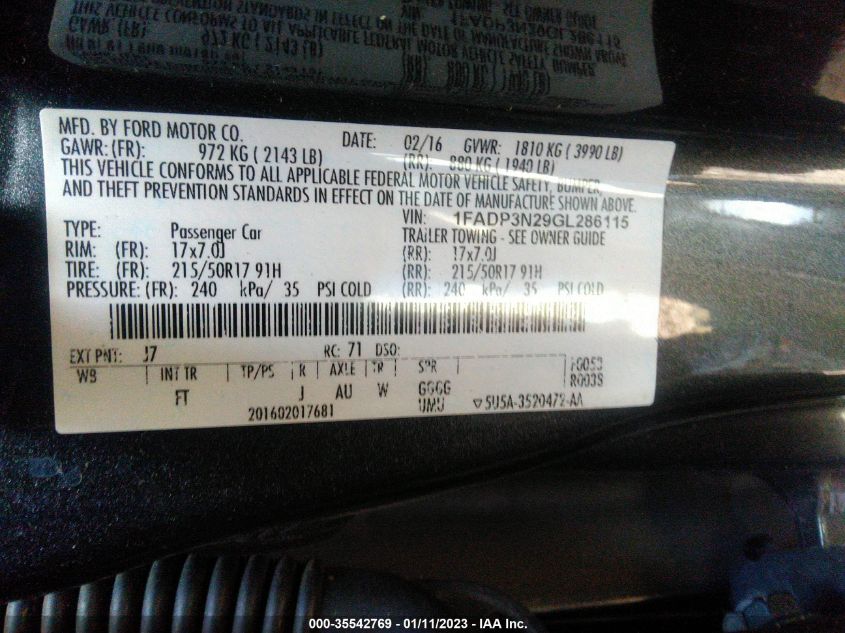 MFD. BY FORD MOTOR CO. DATE: 02/16 GVWR: 1810 KG ( 3990 LB)
GAWR: (FR): 972 KG ( 2143 LB) (RR): 880 KG ( 1940 LB)
THIS VEHICLE CONFORMS TO ALL APPLICABLE FEDERAL MOTOR VEHICLE SAFETY, BUMPER,
AND THEFT PREVENTION STANDARDS IN EFFECT ON THE DATE OF MANUFACTURE SHOWN ABOVE.
VIN: 1FADP3N29GL286115
TYPE: Passenger Car TRAILER TOWING - SEE OWNER GUIDE
RIM: (FR): 17x7.0J (RR): 17x7.0J
TIRE: (FR): 215/50R17 91H (RR): 215/50R17 91H
PRESSURE: (FR): 240 kPa/ 35 PSI COLD (RR): 240 kPa/ 35 PSI COLD
EXT PNT: J7 RC: 71 DSO:
WB INT TR TP/PS R AXLE TR SPR
FT J AU W GGGG
201602017681 UMU ▽5U5A-3520472-AA
000-35542769 - 01/11/2023 - IAA Inc.